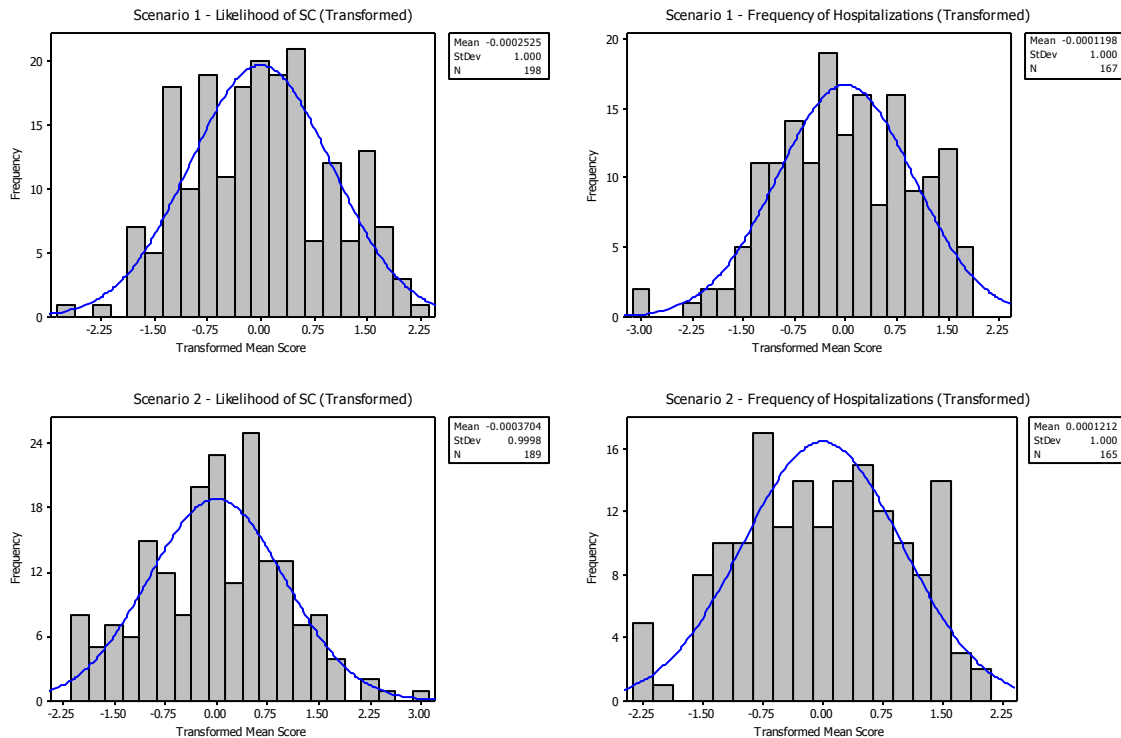 Scenario 1 - Likelihood of SC (Transformed)
Mean -0.0002525
StDev 1.000
N 198
20
15
10
5
0
Frequency
-2.25 -1.50 -0.75 0.00 0.75 1.50 2.25
Transformed Mean Score
Scenario 1 - Frequency of Hospitalizations (Transformed)
Mean -0.0001198
StDev 1.000
N 167
20
15
10
5
0
Frequency
-3.00 -2.25 -1.50 -0.75 0.00 0.75 1.50 2.25
Transformed Mean Score
Scenario 2 - Likelihood of SC (Transformed)
Mean -0.0003704
StDev 0.9998
N 189
24
18
12
6
0
Frequency
-2.25 -1.50 -0.75 0.00 0.75 1.50 2.25 3.00
Transformed Mean Score
Scenario 2 - Frequency of Hospitalizations (Transformed)
Mean 0.0001212
StDev 1.000
N 165
16
12
8
4
0
Frequency
-2.25 -1.50 -0.75 0.00 0.75 1.50 2.25
Transformed Mean Score